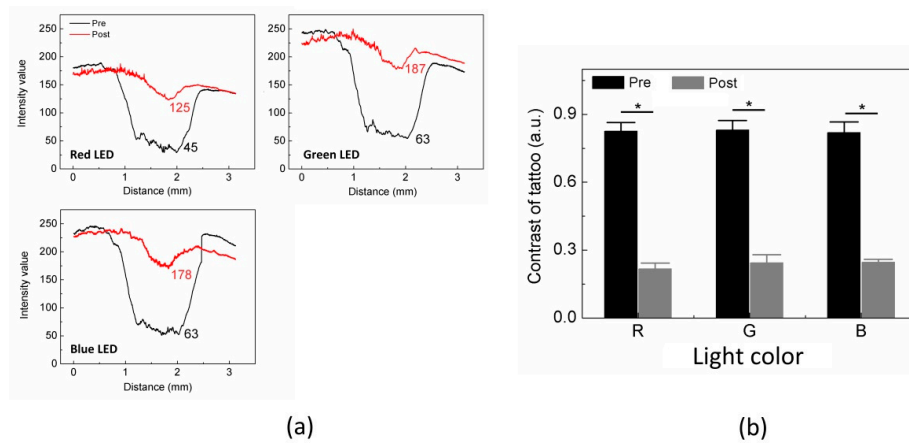 (a)
Pre
Post
250
200
150
100
50
0
Intensity value
125
45
Red LED
0
1
2
3
Distance (mm)
250
200
150
100
50
0
187
63
Green LED
0
1
2
3
Distance (mm)
250
200
150
100
50
0
Intensity value
178
63
Blue LED
0
1
2
3
Distance (mm)
(a)
(b)
Pre
Post
0.9
0.6
0.3
0.0
Contrast of tattoo (a.u.)
*
*
*
R
G
B
Light color
(b)